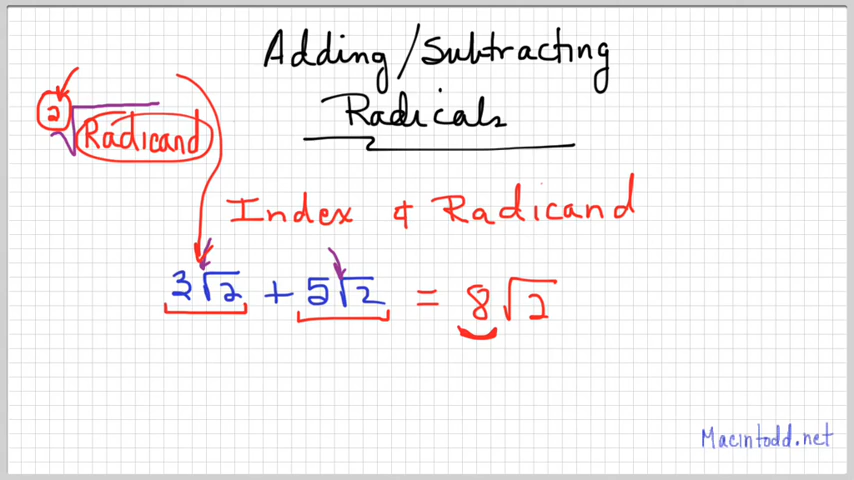 Adding/Subtracting
Radicals
2√Radicand
Index & Radicand
3√2 + 5√2 = 8√2
Macintodd.net